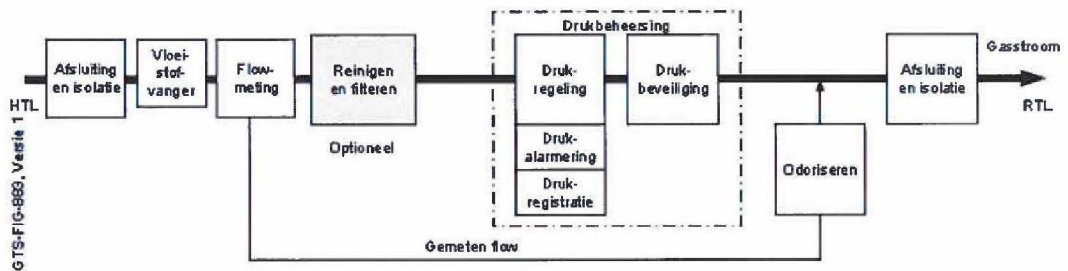 Drukbeheersing
Gasstroom
HTL
Afsluiting
en isolatie
Vloei-
stof-
vanger
Flow-
meting
Reinigen
en filteren
Optioneel
Druk-
regeling
Druk-
alarmering
Druk-
registratie
Druk-
beveiliging
Afsluiting
en isolatie
RTL
Odoriseren
Gemeten flow
GTS-FIG-883, Versie 1